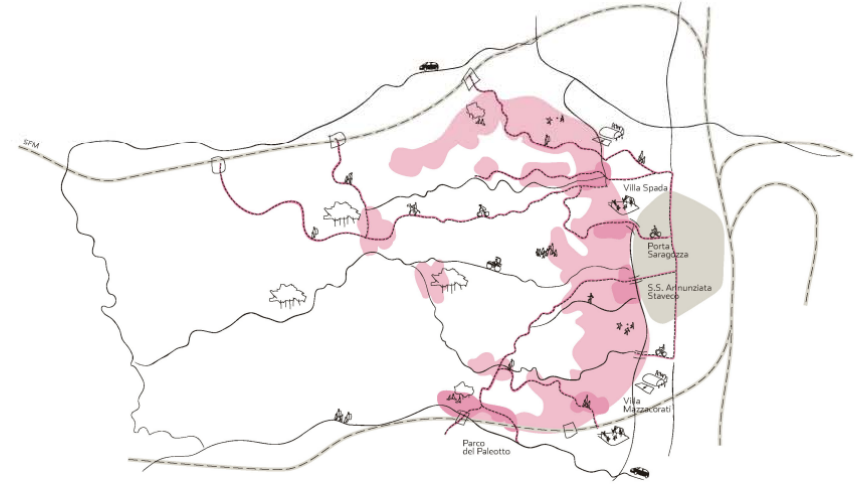 SFM
Villa Spada
Porta
Saragozza
S.S. Annunziata
Staveco
Villa
Mazzacorati
Parco
del Paleotto